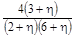 4(3 + η)
(2 + η)(6 + η)